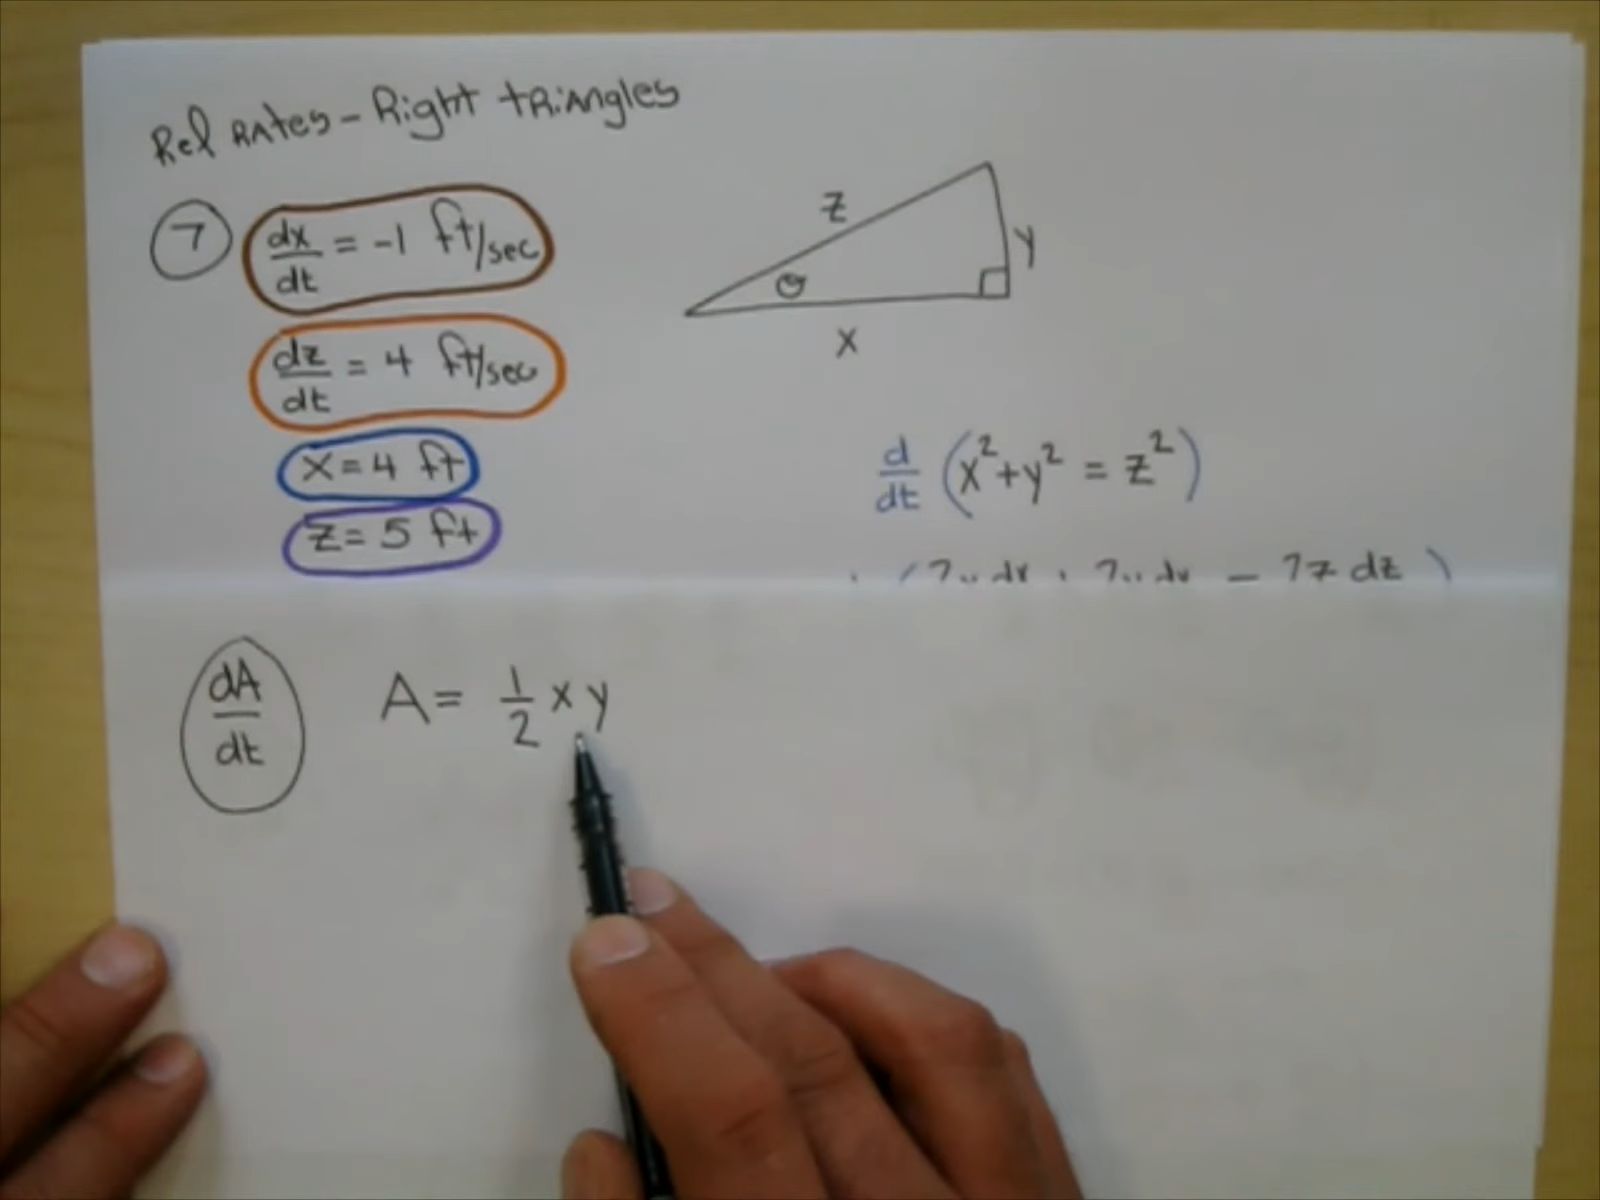 Rel Rates - Right triangles
7
dx/dt = -1 ft/sec
z
y
θ
dz/dt = 4 ft/sec
x
x = 4 ft
d/dt (x² + y² = z²)
z = 5 ft
dz
dA/dt
A = 1/2 x y